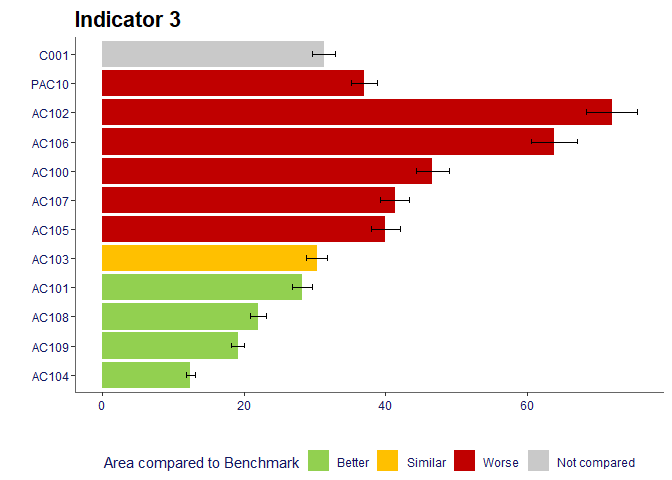 Indicator 3
C001
PAC10
AC102
AC106
AC100
AC107
AC105
AC103
AC101
AC108
AC109
AC104
0 20 40 60
Area compared to Benchmark Better Similar Worse Not compared